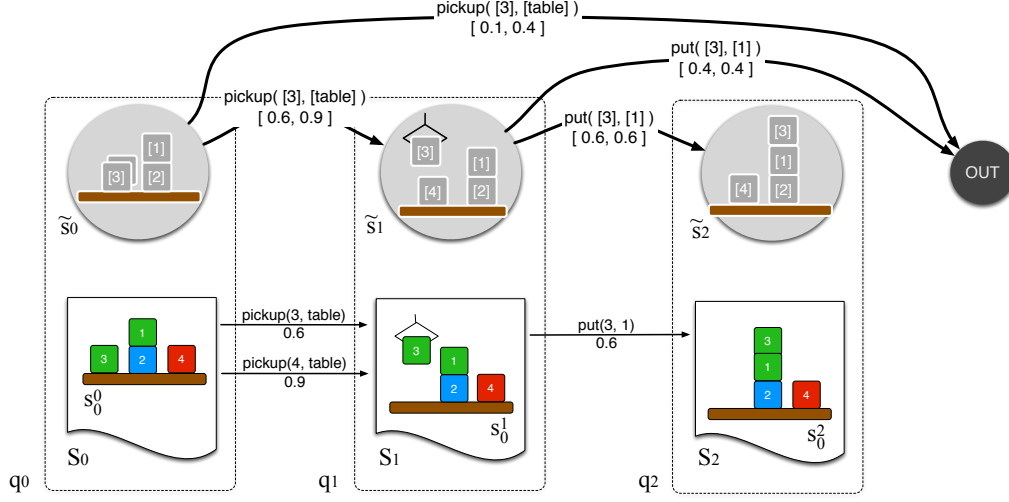 pickup( [3], [table] )
[ 0.1, 0.4 ]
put( [3], [1] )
[ 0.4, 0.4 ]
pickup( [3], [table] )
[ 0.6, 0.9 ]
put( [3], [1] )
[ 0.6, 0.6 ]
[1]
[3] [2]
[3]
[1]
[4] [2]
[3]
[1]
[4] [2]
OUT
s̃0
s̃1
s̃2
pickup(3, table)
0.6
pickup(4, table)
0.9
put(3, 1)
0.6
1
3 2 4
s_0^0
3
1
2 4
s_0^1
3
1
2 4
s_0^2
S0
S1
S2
q0
q1
q2